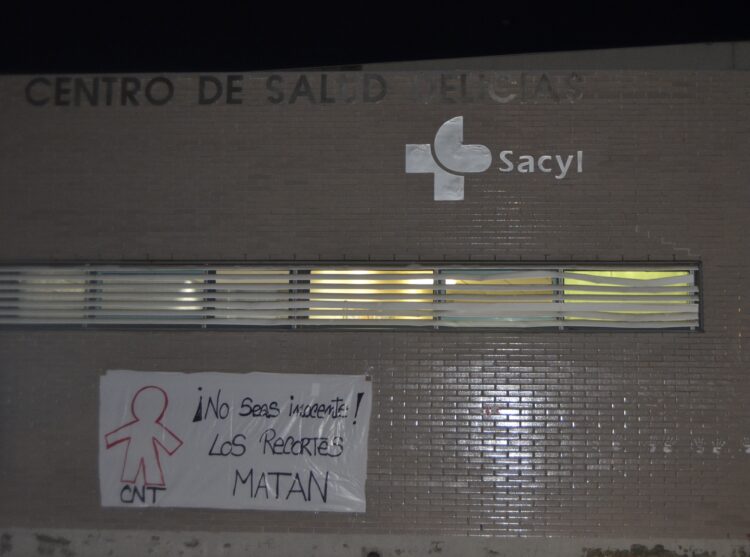 CENTRO DE SALUD DELICIAS
Sacyl
¡No Seas inocente!
LOS RECORTES
MATAN
CNT